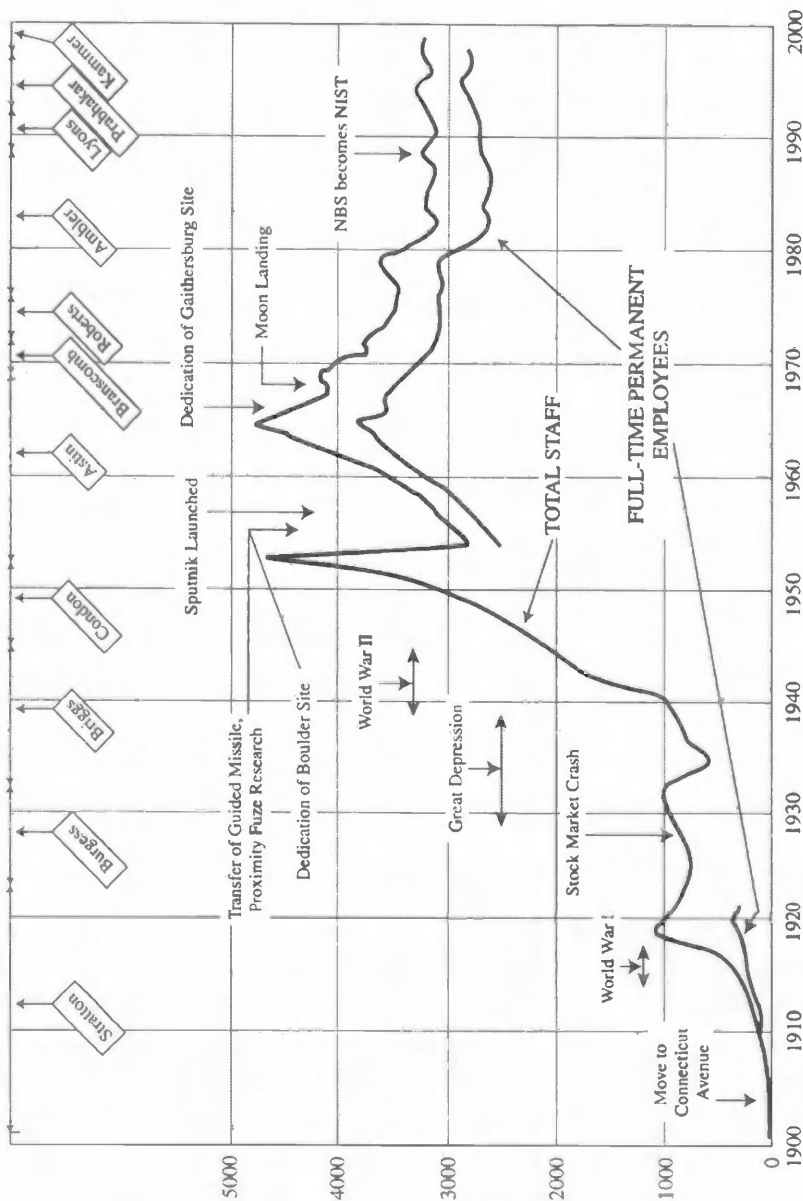 Stratton
Burgess
Briggs
Condon
Astin
Branscomb
Roberts
Ambler
Lyons
Prabhakar
Kammer
Transfer of Guided Missile,
Proximity Fuze Research
Dedication of Boulder Site
Sputnik Launched
Dedication of Gaithersburg Site
Moon Landing
NBS becomes NIST
World War II
Great Depression
Stock Market Crash
World War I
Move to
Connecticut
Avenue
TOTAL STAFF
FULL-TIME PERMANENT
EMPLOYEES
5000
4000
3000
2000
1000
0
1900
1910
1920
1930
1940
1950
1960
1970
1980
1990
2000